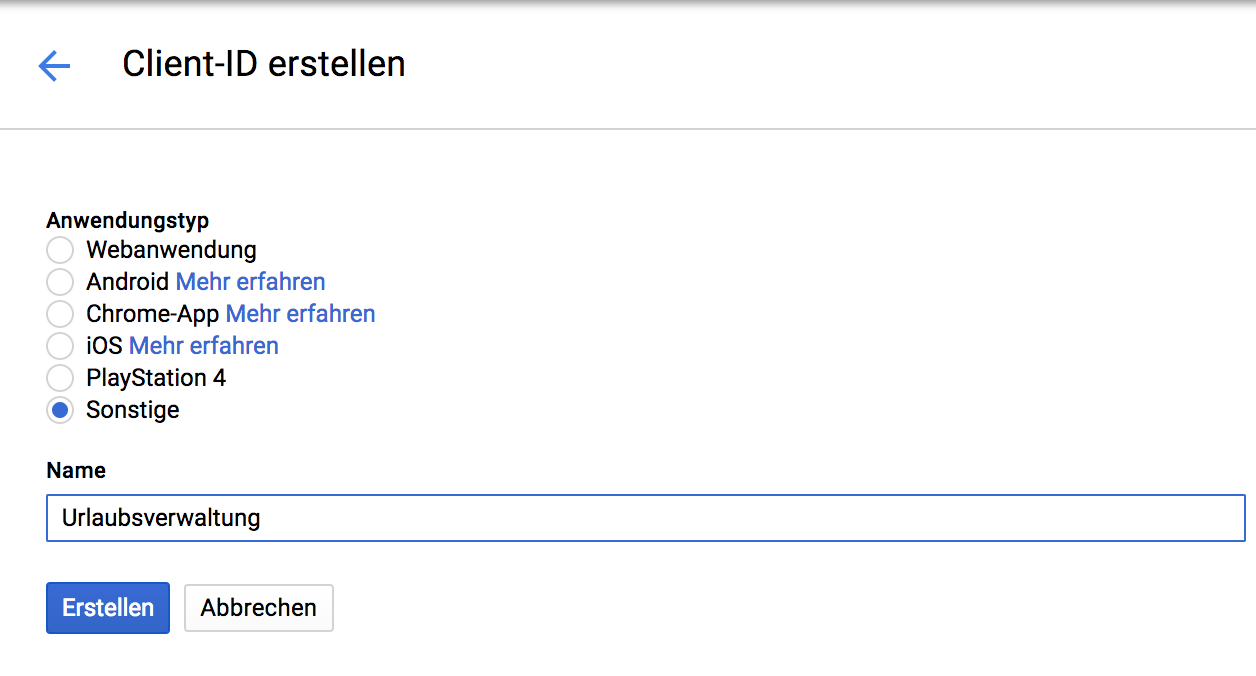 Client-ID erstellen
Anwendungstyp
Webanwendung
Android Mehr erfahren
Chrome-App Mehr erfahren
iOS Mehr erfahren
PlayStation 4
Sonstige
Name
Urlaubsverwaltung
Erstellen Abbrechen